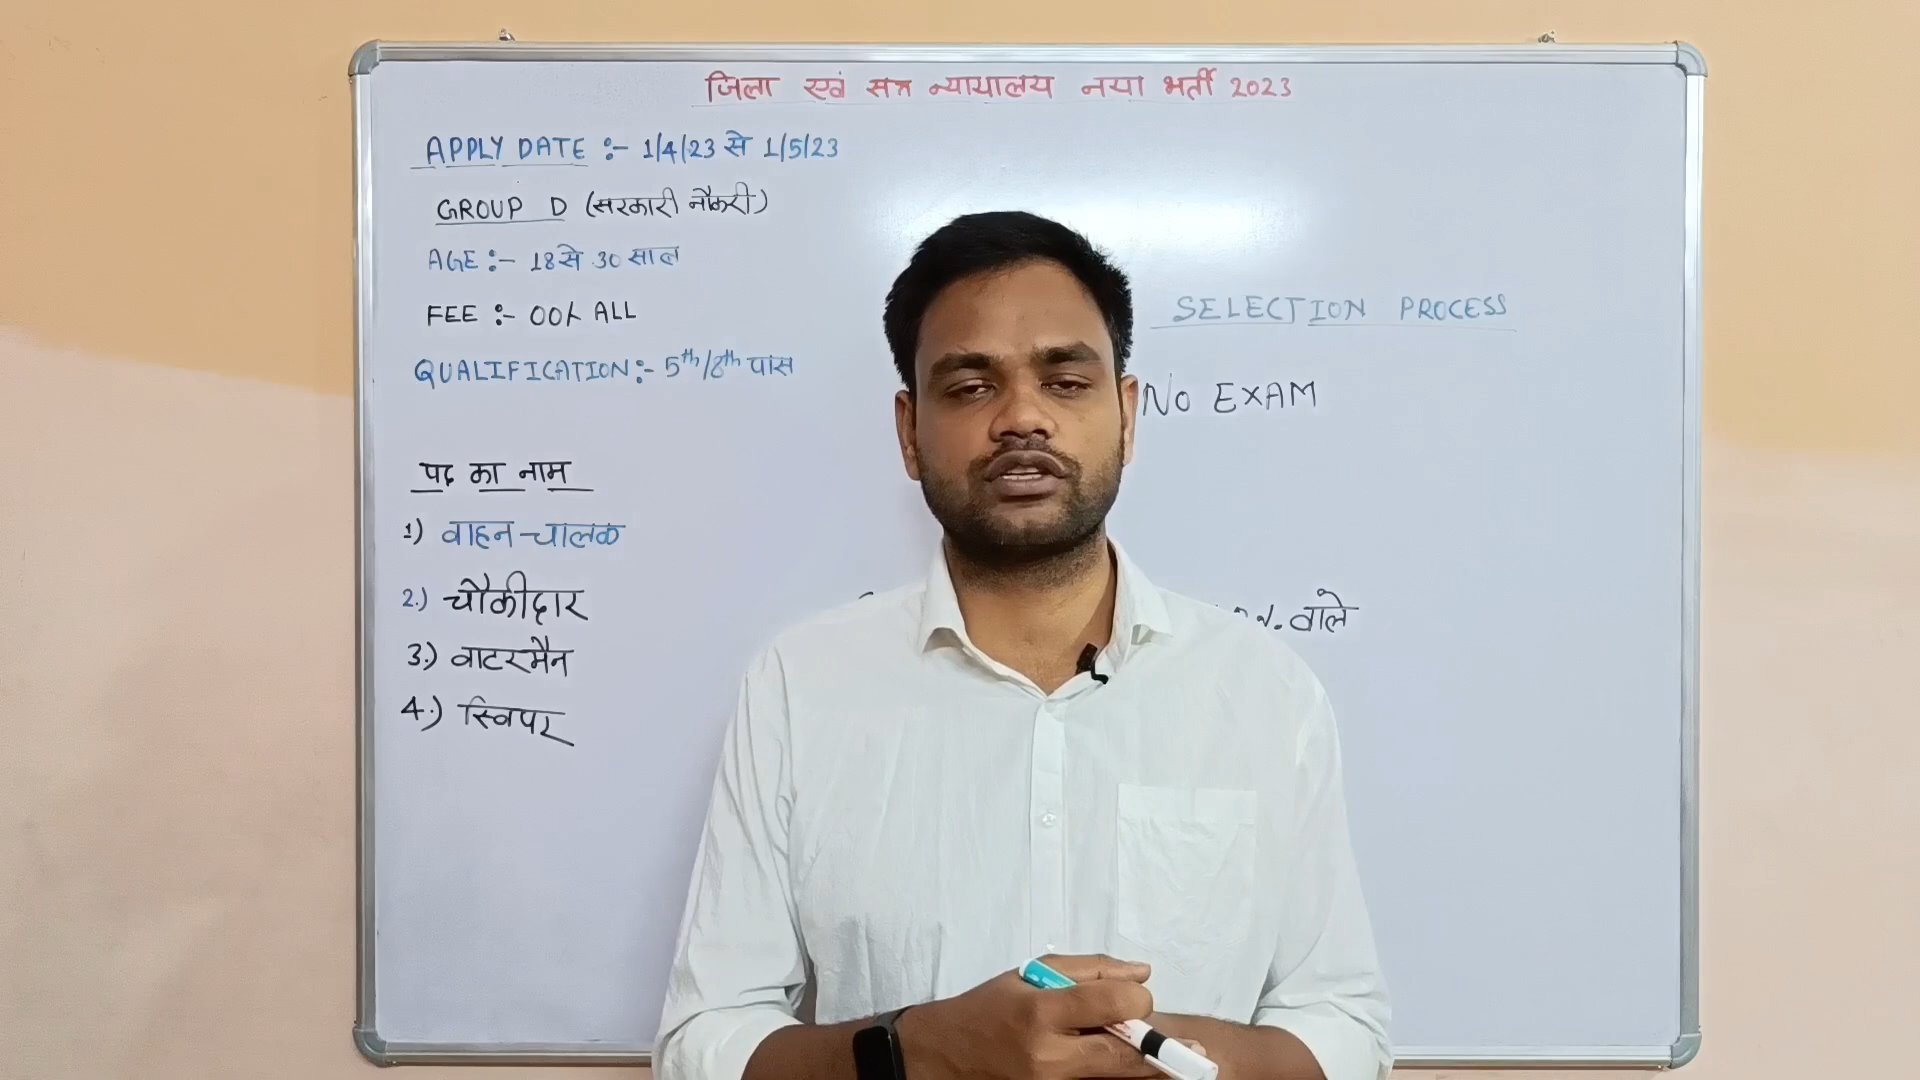 जिला एवं सत्र न्यायालय नया भर्ती 2023
APPLY DATE :- 1/4/23 से 1/5/23
GROUP D (सरकारी नौकरी)
AGE :- 18 से 30 साल
FEE :- 00/- ALL
QUALIFICATION :- 5th/8th पास
पद का नाम
1) वाहन-चालक
2.) चौकीदार
3.) वाटरमैन
4.) स्विपर
SELECTION PROCESS
NO EXAM
वाले